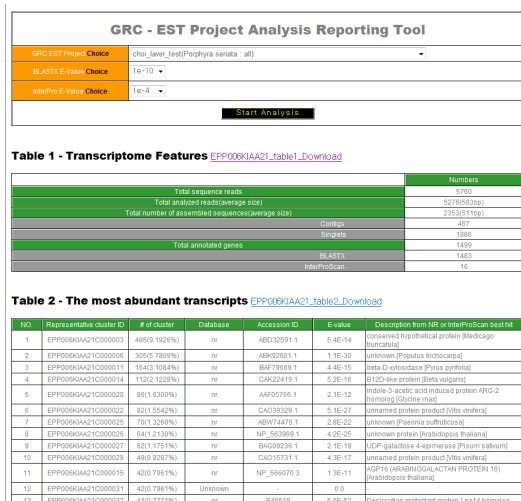 GRC - EST Project Analysis Reporting Tool
GRC EST Project Choice choi_laver_test(Porphyra seriata : all)
BLASTX E-Value Choice 1e-10
InterPro E-Value Choice 1e-4
Start Analysis
Table 1 - Transcriptome Features EPP006KIAA21_table1_Download
Numbers
Total sequence reads 5760
Total analyzed reads(average size) 5276(503bp)
Total number of assembled sequences(average size) 2353(511bp)
Contigs 467
Singlets 1886
Total annotated genes 1499
BLASTX 1483
InterProScan 16
Table 2 - The most abundant transcripts EPP006KIAA21_table2_Download
NO. Representative cluster ID # of cluster Database Accession ID E-value Description from NR or InterProScan best hit
1 EPP006KIAA21C000003 485(9.1926%) nr ABD32591.1 5.4E-14 conserved hypothetical protein [Medicago
truncatula]
2 EPP006KIAA21C000006 305(5.7809%) nr ABK92601.1 1.1E-30 unknown [Populus trichocarpa]
3 EPP006KIAA21C000011 164(3.1084%) nr BAF79669.1 4.4E-15 beta-D-xylosidase [Pyrus pyrifolia]
4 EPP006KIAA21C000014 112(2.1228%) nr CAK22419.1 5.2E-16 B12D-like protein [Beta vulgaris]
5 EPP006KIAA21C000020 86(1.6300%) nr AAF05766.1 2.1E-12 indole-3-acetic acid induced protein ARG-2
homolog [Glycine max]
6 EPP006KIAA21C000022 82(1.5542%) nr CAO39329.1 5.1E-27 unnamed protein product [Vitis vinifera]
7 EPP006KIAA21C000025 70(1.3268%) nr ABW74476.1 2.8E-22 unknown [Paeonia suffruticosa]
8 EPP006KIAA21C000026 64(1.2130%) nr NP_563969.1 4.2E-25 unknown protein [Arabidopsis thaliana]
9 EPP006KIAA21C000027 62(1.1751%) nr BAG09236.1 2.1E-19 UDP-galactose 4-epimerase [Pisum sativum]
10 EPP006KIAA21C000029 49(0.9287%) nr CAO15731.1 4.3E-17 unnamed protein product [Vitis vinifera]
11 EPP006KIAA21C000015 42(0.7961%) nr NP_566070.3 1.3E-11 AGP16 (ARABINOGALACTAN PROTEIN 16)
[Arabidopsis thaliana]
12 EPP006KIAA21C000031 42(0.7961%) Unknown - 0.0 -